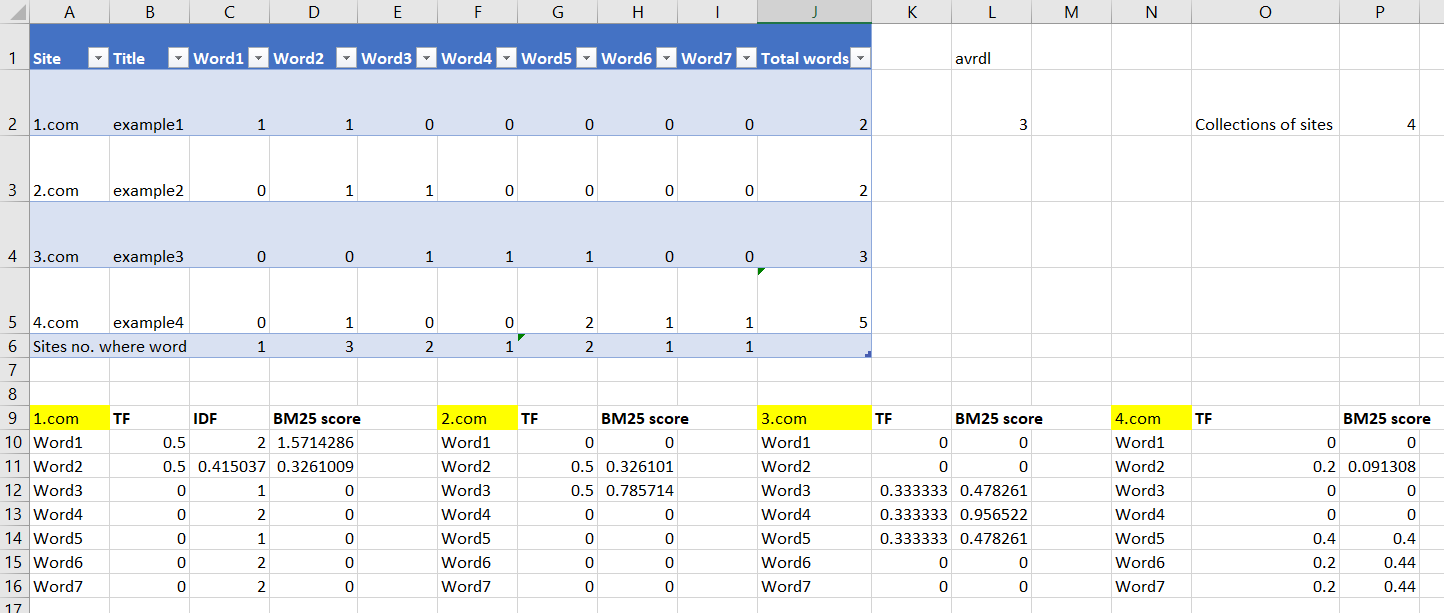 A B C D E F G H I J K L M N O P
1 Site Title Word1 Word2 Word3 Word4 Word5 Word6 Word7 Total words avrdl
2 1.com example1 1 1 0 0 0 0 0 2 3 Collections of sites 4
3 2.com example2 0 1 1 0 0 0 0 2
4 3.com example3 0 0 1 1 1 0 0 3
5 4.com example4 0 1 0 0 2 1 1 5
6 Sites no. where word 1 3 2 1 2 1 1
7
8
9 1.com TF IDF BM25 score 2.com TF BM25 score 3.com TF BM25 score 4.com TF BM25 score
10 Word1 0.5 2 1.5714286 Word1 0 0 Word1 0 0 Word1 0 0
11 Word2 0.5 0.415037 0.3261009 Word2 0.5 0.326101 Word2 0 0 Word2 0.2 0.091308
12 Word3 0 1 0 Word3 0.5 0.785714 Word3 0.333333 0.478261 Word3 0 0
13 Word4 0 2 0 Word4 0 0 Word4 0.333333 0.956522 Word4 0 0
14 Word5 0 1 0 Word5 0 0 Word5 0.333333 0.478261 Word5 0.4 0.4
15 Word6 0 2 0 Word6 0 0 Word6 0 0 Word6 0.2 0.44
16 Word7 0 2 0 Word7 0 0 Word7 0 0 Word7 0.2 0.44
17